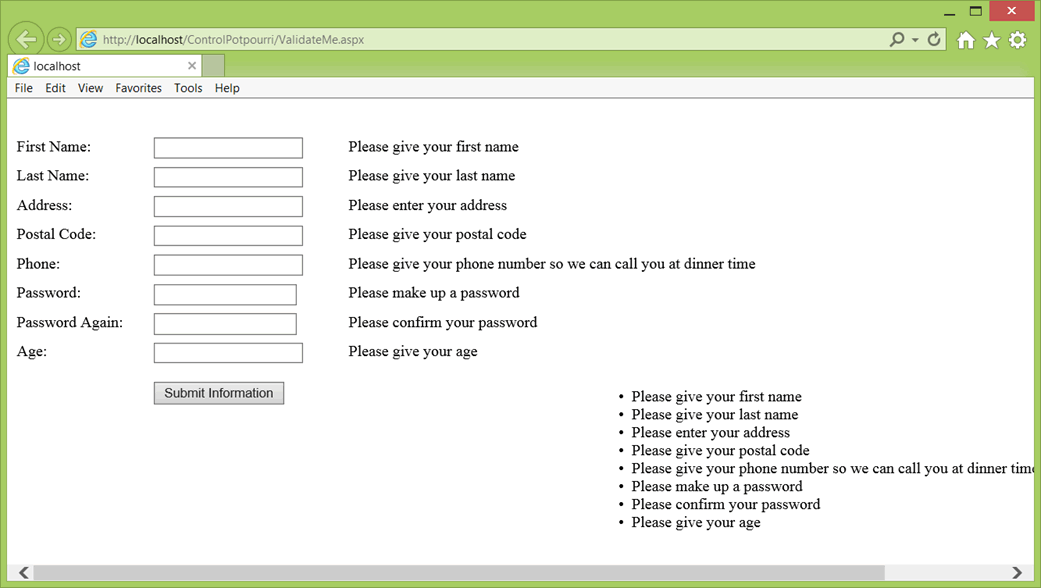 http://localhost/ControlPotpourri/ValidateMe.aspx
localhost
File Edit View Favorites Tools Help
First Name: Please give your first name
Last Name: Please give your last name
Address: Please enter your address
Postal Code: Please give your postal code
Phone: Please give your phone number so we can call you at dinner time
Password: Please make up a password
Password Again: Please confirm your password
Age: Please give your age
Submit Information
• Please give your first name
• Please give your last name
• Please enter your address
• Please give your postal code
• Please give your phone number so we can call you at dinner time
• Please make up a password
• Please confirm your password
• Please give your age